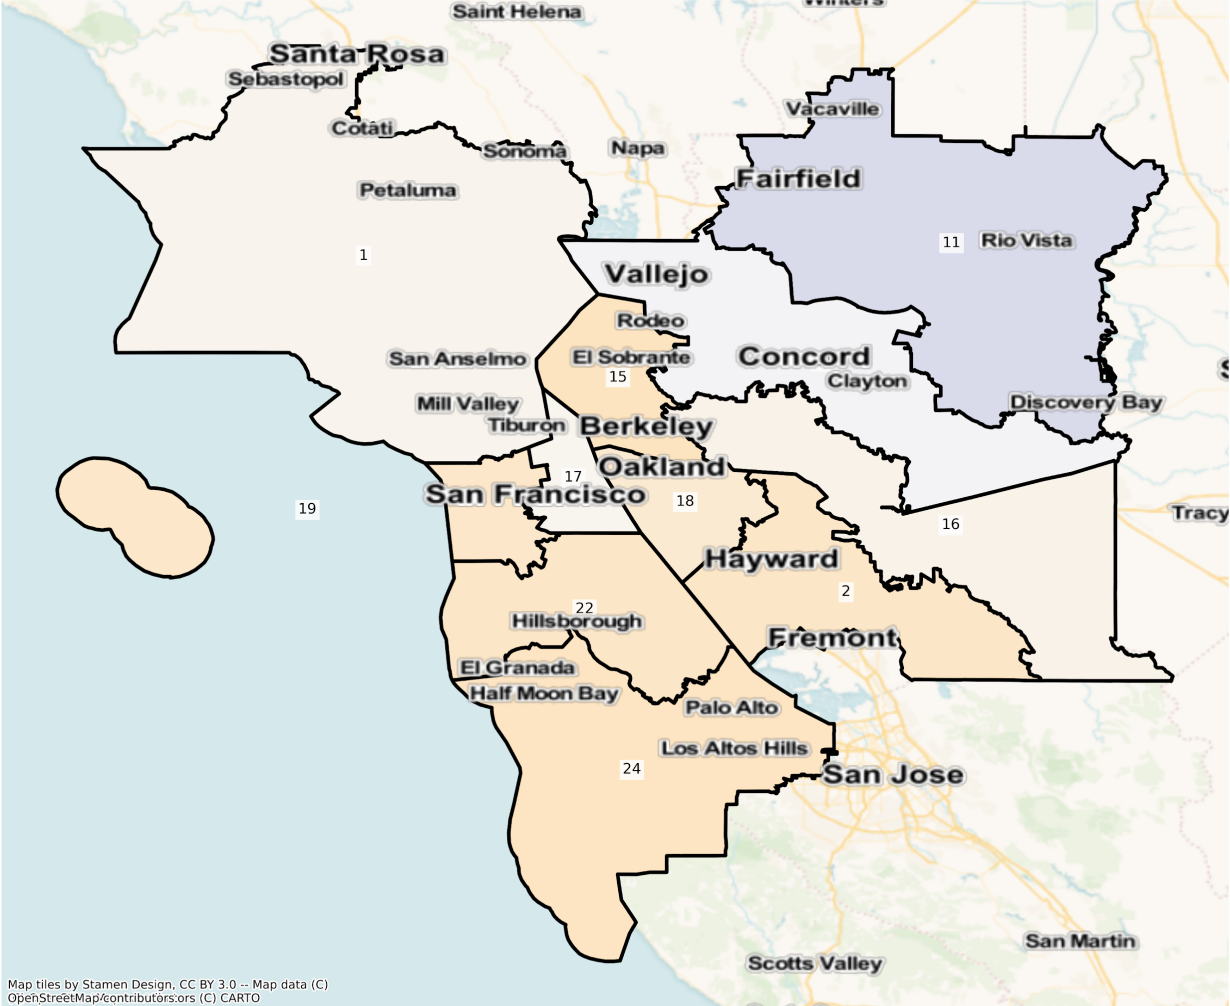 Winters
Saint Helena
Santa Rosa
Sebastopol
Vacaville
Cotati
Sonoma
Napa
Fairfield
Petaluma
1
11
Rio Vista
Vallejo
Rodeo
San Anselmo
El Sobrante
Concord
15
Clayton
Mill Valley
Discovery Bay
Tiburon
Berkeley
Oakland
17
San Francisco
18
19
Tracy
16
Hayward
2
22
Hillsborough
Fremont
El Granada
Half Moon Bay
Palo Alto
Los Altos Hills
24
San Jose
San Martin
Scotts Valley
Map tiles by Stamen Design, CC BY 3.0 -- Map data (C)
OpenStreetMap contributors (C) CARTO